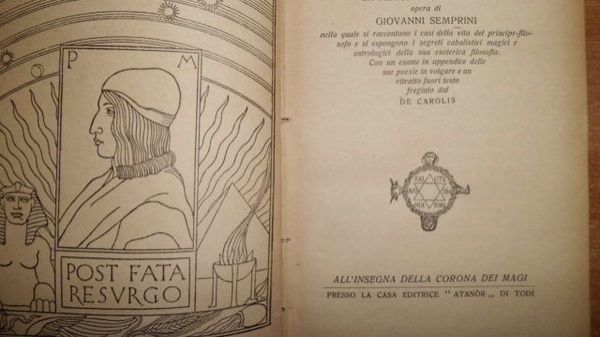 P M
POST FATA
RESVRGO
opera di
GIOVANNI SEMPRINI
nella quale si raccontano i casi della vita del principe-filo-
sofo e si espongono i segreti cabalistici magici e
astrologici della sua esoterica filosofia.
Con un esame in appendice delle
sue poesie in volgare e un
ritratto fuori testo
fregiato dal
DE CAROLIS
ALL'INSEGNA DELLA CORONA DEI MAGI
PRESSO LA CASA EDITRICE " ATANÒR „ DI TODI